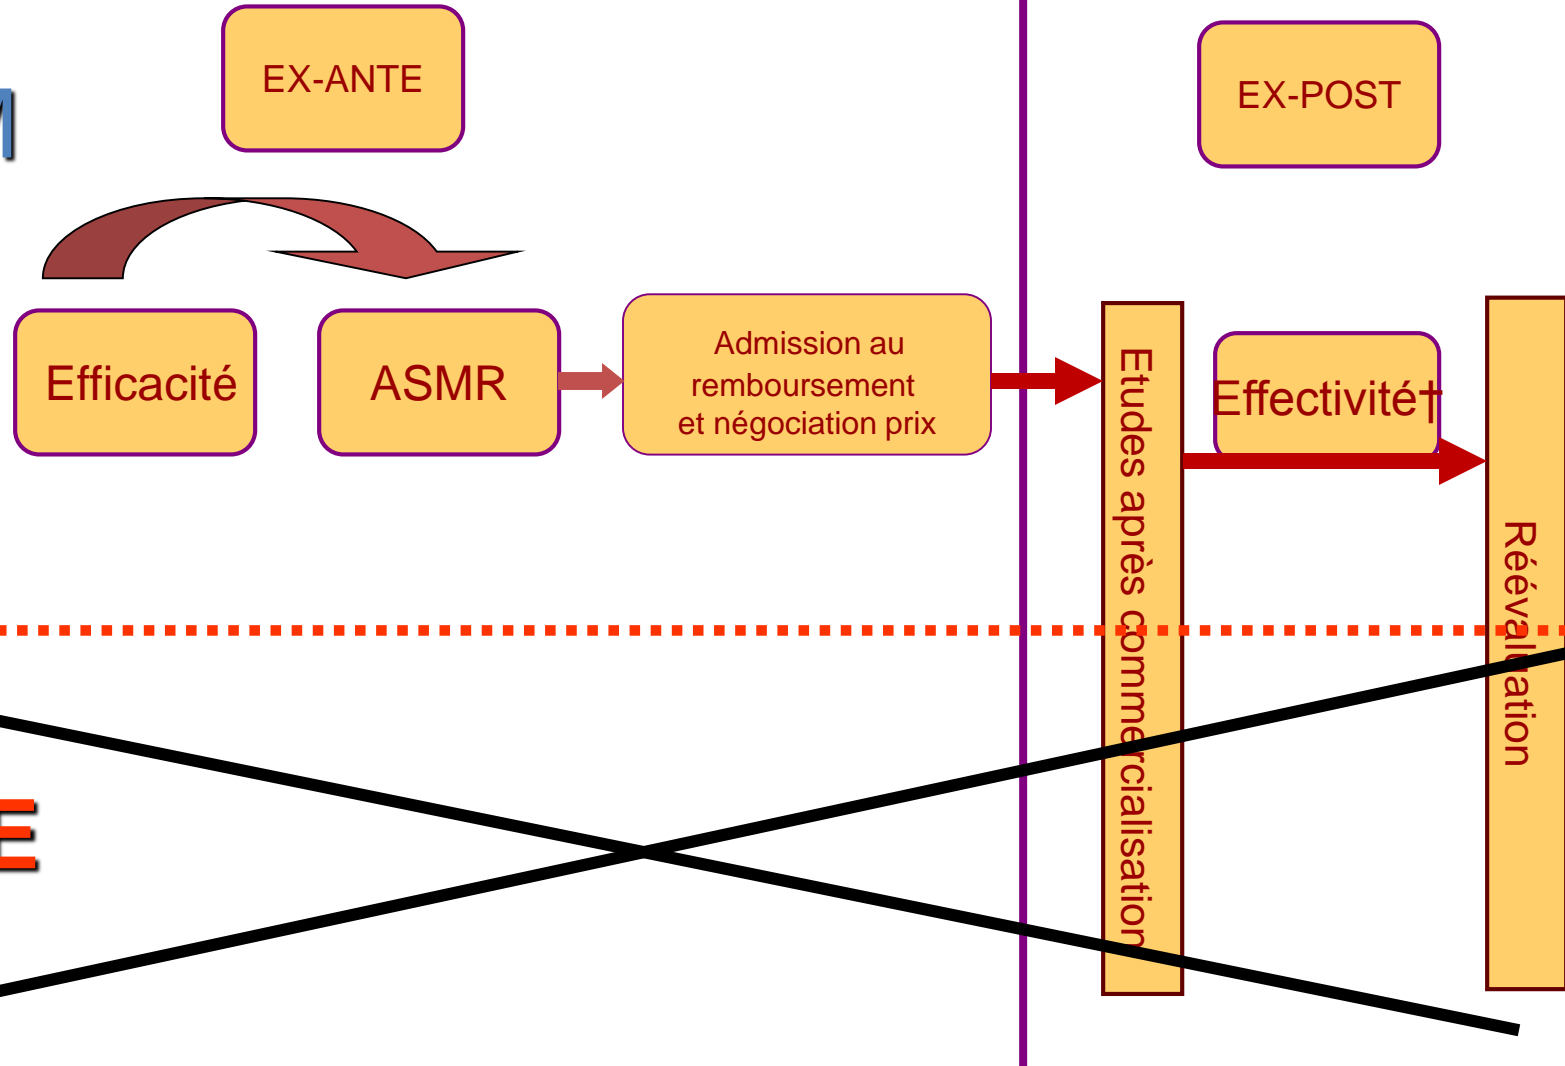 EX-ANTE
EX-POST
M
Efficacité
ASMR
Admission au
remboursement
et négociation prix
Etudes après commercialisation
Effectivité†
Réévaluation
E